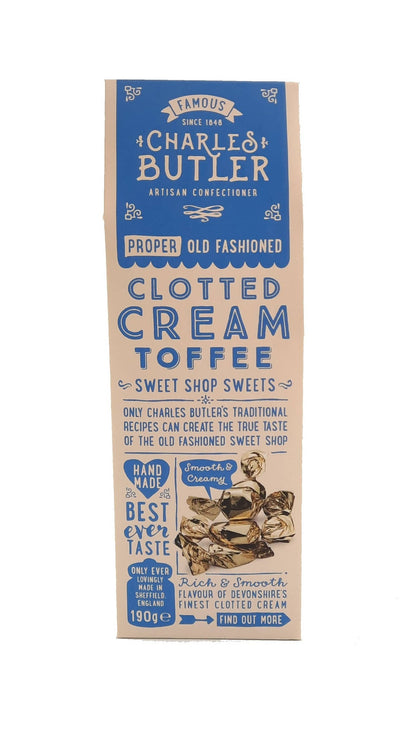 FAMOUS
SINCE 1848
CHARLES
BUTLER
ARTISAN CONFECTIONER
PROPER OLD FASHIONED
CLOTTED
CREAM
TOFFEE
SWEET SHOP SWEETS
ONLY CHARLES BUTLER'S TRADITIONAL
RECIPES CAN CREATE THE TRUE TASTE
OF THE OLD FASHIONED SWEET SHOP
HAND
MADE
BEST
ever
TASTE
ONLY EVER
LOVINGLY
MADE IN
SHEFFIELD,
ENGLAND
190g℮
Smooth &
Creamy
Rich & Smooth
FLAVOUR OF DEVONSHIRE'S
FINEST CLOTTED CREAM
FIND OUT MORE